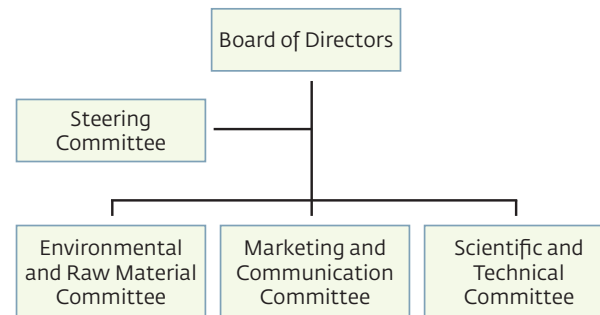 Board of Directors
Steering
Committee
Environmental
and Raw Material
Committee
Marketing and
Communication
Committee
Scientific and
Technical
Committee